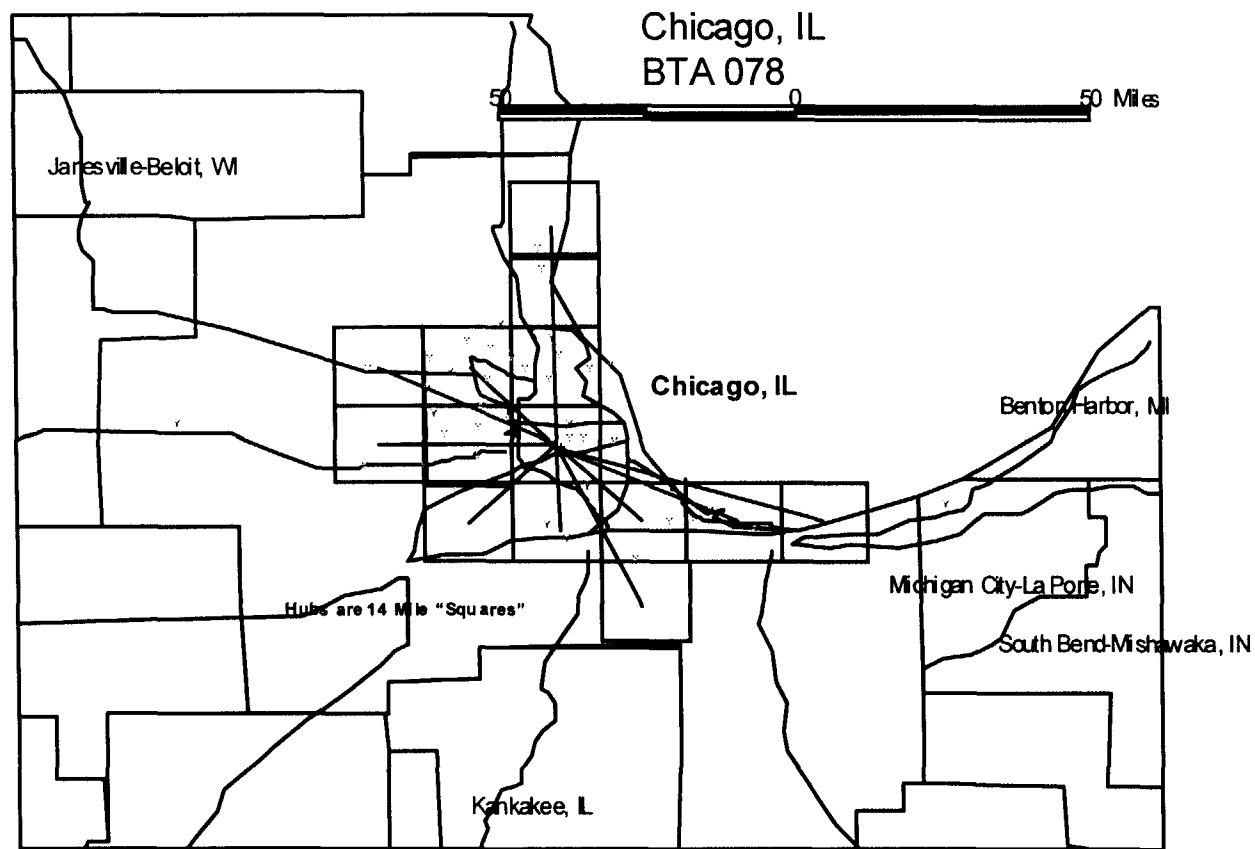 Chicago, IL
BTA 078
50 0 50 Miles
Janesville-Beloit, WI
Chicago, IL
Benton Harbor, MI
Michigan City-La Porte, IN
Hubs are 14 Mile “Squares”
South Bend-Mishawaka, IN
Kankakee, IL